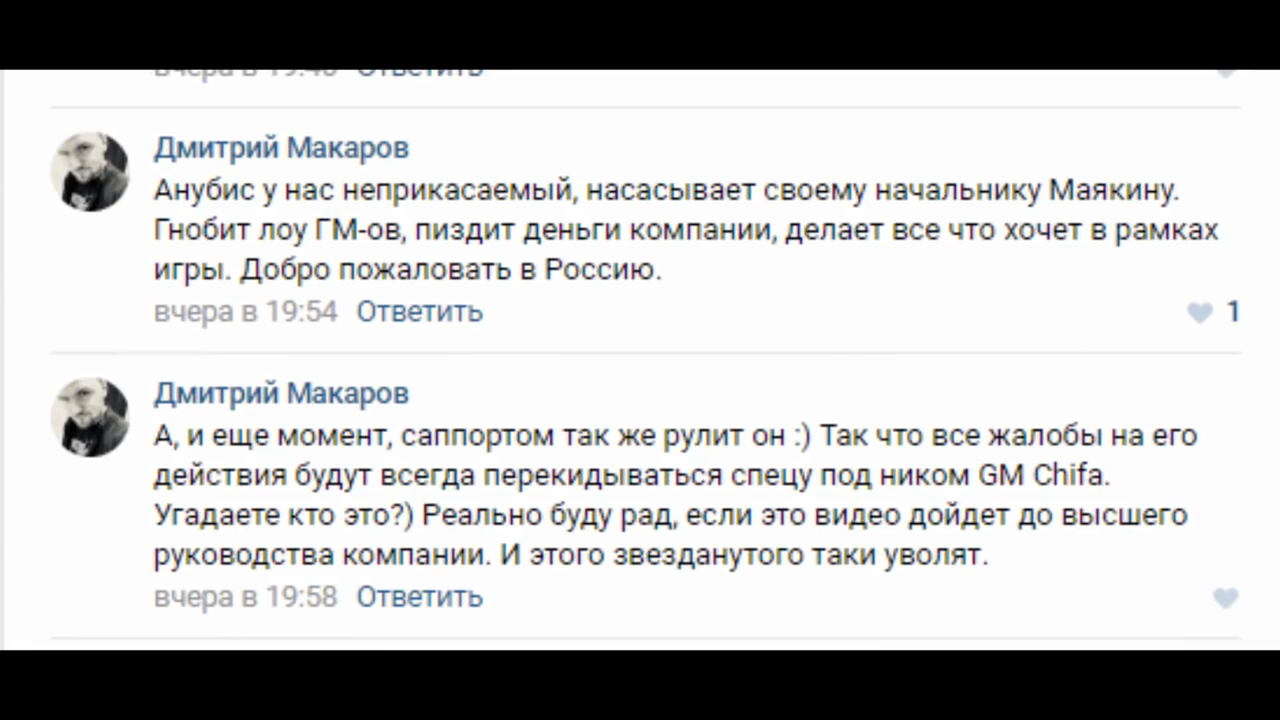 вчера в 19:46 Ответить
Дмитрий Макаров
Анубис у нас неприкасаемый, насасывает своему начальнику Маякину.
Гнобит лоу ГМ-ов, пиздит деньги компании, делает все что хочет в рамках
игры. Добро пожаловать в Россию.
вчера в 19:54 Ответить
1
Дмитрий Макаров
А, и еще момент, саппортом так же рулит он :) Так что все жалобы на его
действия будут всегда перекидываться спецу под ником GM Chifa.
Угадаете кто это?) Реально буду рад, если это видео дойдет до высшего
руководства компании. И этого звезданутого таки уволят.
вчера в 19:58 Ответить